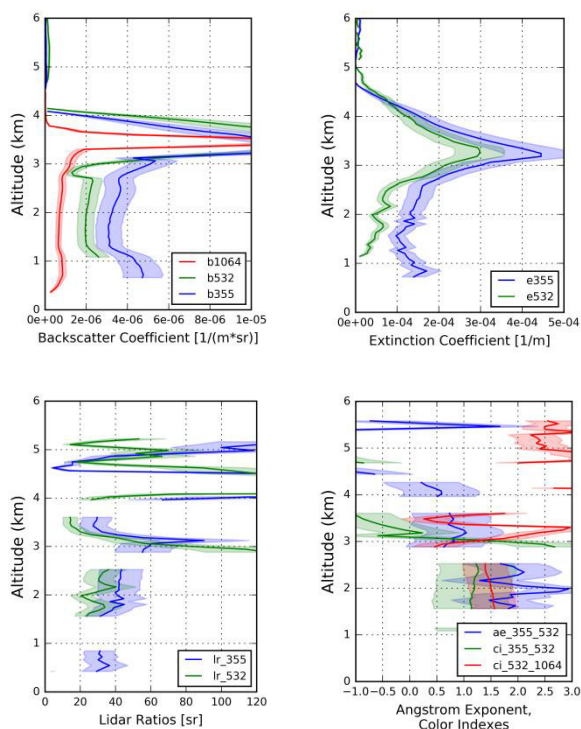 6
5
4
3
2
1
0
Altitude (km)
b1064
b532
b355
0e+00 2e-06 4e-06 6e-06 8e-06 1e-05
Backscatter Coefficient [1/(m*sr)]
6
5
4
3
2
1
0
Altitude (km)
e355
e532
0e+00 1e-04 2e-04 3e-04 4e-04 5e-04
Extinction Coefficient [1/m]
6
5
4
3
2
1
0
Altitude (km)
lr_355
lr_532
0 20 40 60 80 100 120
Lidar Ratios [sr]
6
5
4
3
2
1
0
Altitude (km)
ae_355_532
ci_355_532
ci_532_1064
−1.0 −0.5 0.0 0.5 1.0 1.5 2.0 2.5 3.0
Angstrom Exponent,
Color Indexes